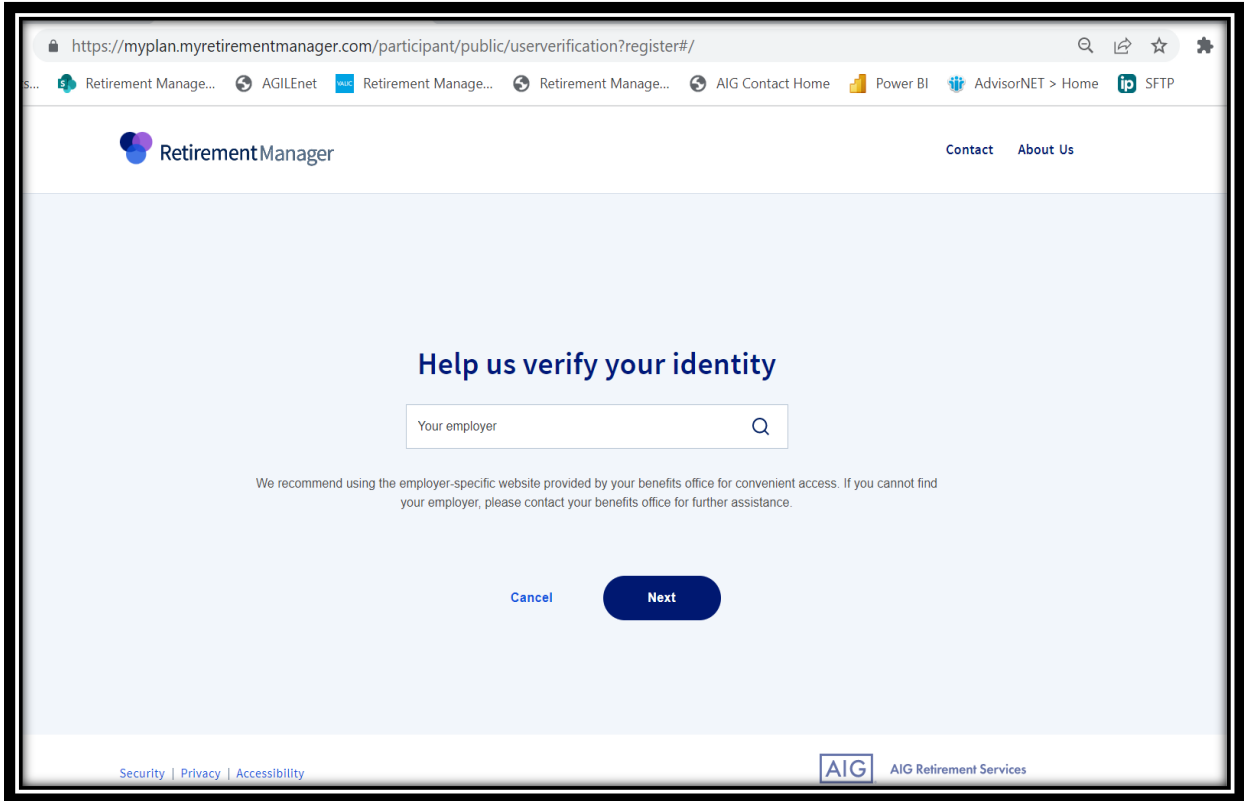 https://myplan.myretirementmanager.com/participant/public/userverification?register#/
s... Retirement Manage... AGILEnet VALIC Retirement Manage... Retirement Manage... AIG Contact Home Power BI AdvisorNET > Home ip SFTP
RetirementManager Contact About Us
Help us verify your identity
Your employer
We recommend using the employer-specific website provided by your benefits office for convenient access. If you cannot find
your employer, please contact your benefits office for further assistance.
Cancel Next
Security | Privacy | Accessibility AIG AIG Retirement Services